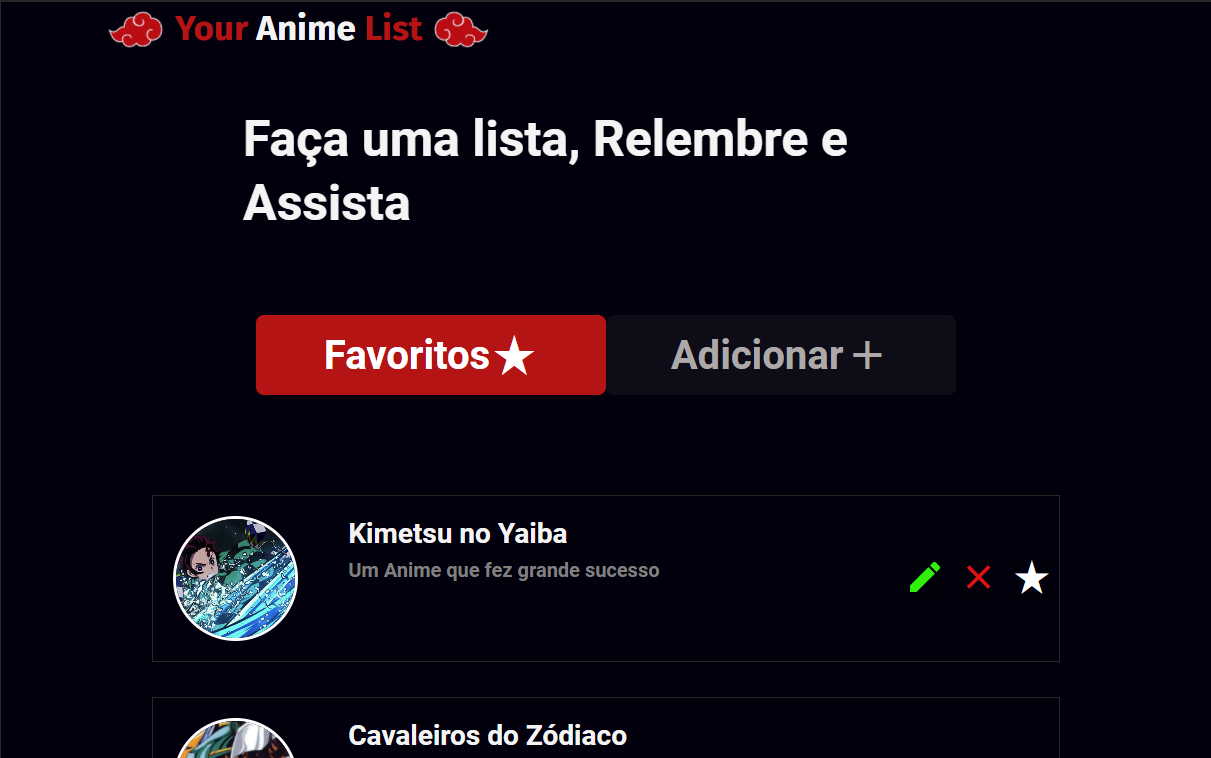 Your Anime List
Faça uma lista, Relembre e
Assista
Favoritos★
Adicionar +
Kimetsu no Yaiba
Um Anime que fez grande sucesso
Cavaleiros do Zódiaco